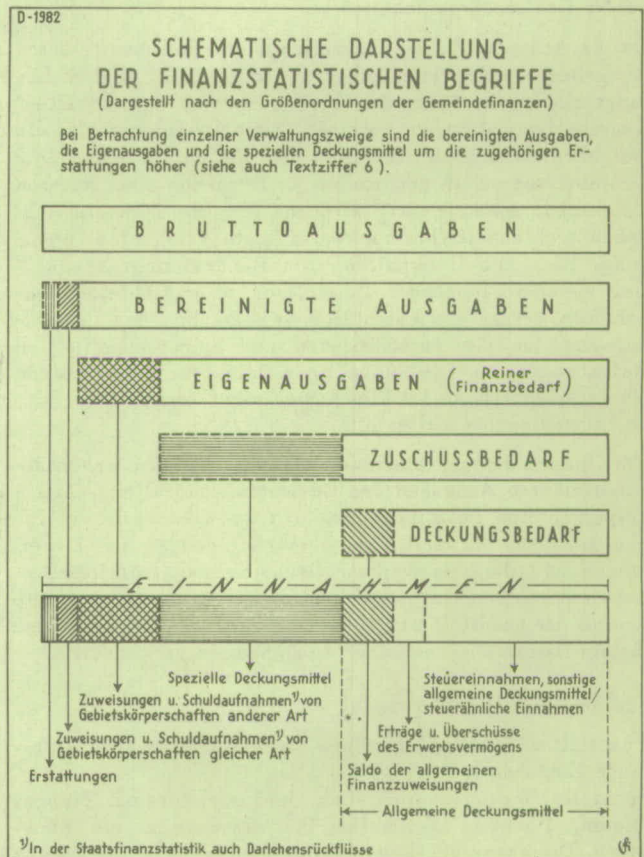 D-1982
SCHEMATISCHE DARSTELLUNG
DER FINANZSTATISTISCHEN BEGRIFFE
(Dargestellt nach den Größenordnungen der Gemeindefinanzen)
Bei Betrachtung einzelner Verwaltungszweige sind die bereinigten Ausgaben,
die Eigenausgaben und die speziellen Deckungsmittel um die zugehörigen Er-
stattungen höher (siehe auch Textziffer 6).
BRUTTOAUSGABEN
BEREINIGTE AUSGABEN
EIGENAUSGABEN (Reiner
Finanzbedarf)
ZUSCHUSSBEDARF
DECKUNGSBEDARF
EINNAHMEN
Spezielle Deckungsmittel
Zuweisungen u. Schuldaufnahmen¹⁾ von
Gebietskörperschaften anderer Art
Zuweisungen u. Schuldaufnahmen¹⁾ von
Gebietskörperschaften gleicher Art
Erstattungen
Steuereinnahmen, sonstige
allgemeine Deckungsmittel/
steuerähnliche Einnahmen
Erträge u. Überschüsse
des Erwerbsvermögens
Saldo der allgemeinen
Finanzzuweisungen
Allgemeine Deckungsmittel
¹⁾In der Staatsfinanzstatistik auch Darlehensrückflüsse